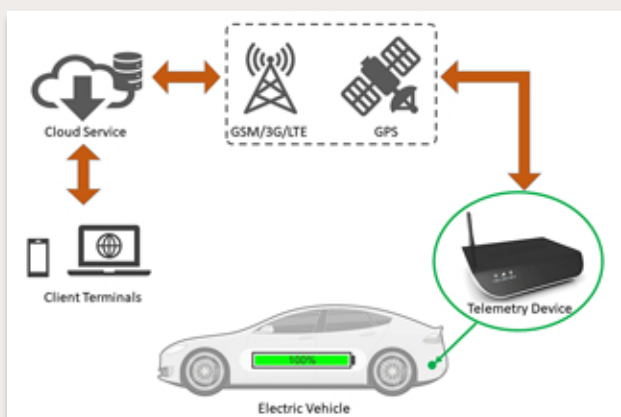 Cloud Service
GSM/3G/LTE
GPS
Client Terminals
Telemetry Device
100%
Electric Vehicle